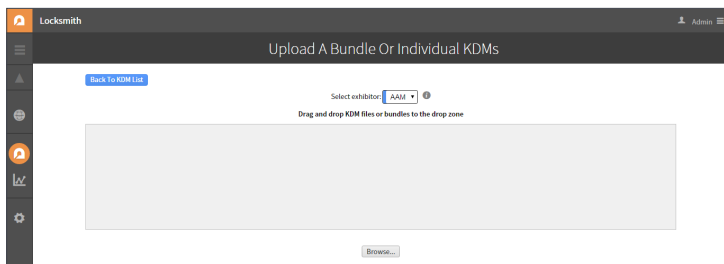 Locksmith
Admin
Upload A Bundle Or Individual KDMs
Back To KDM List
Select exhibitor: AAM
Drag and drop KDM files or bundles to the drop zone
Browse...